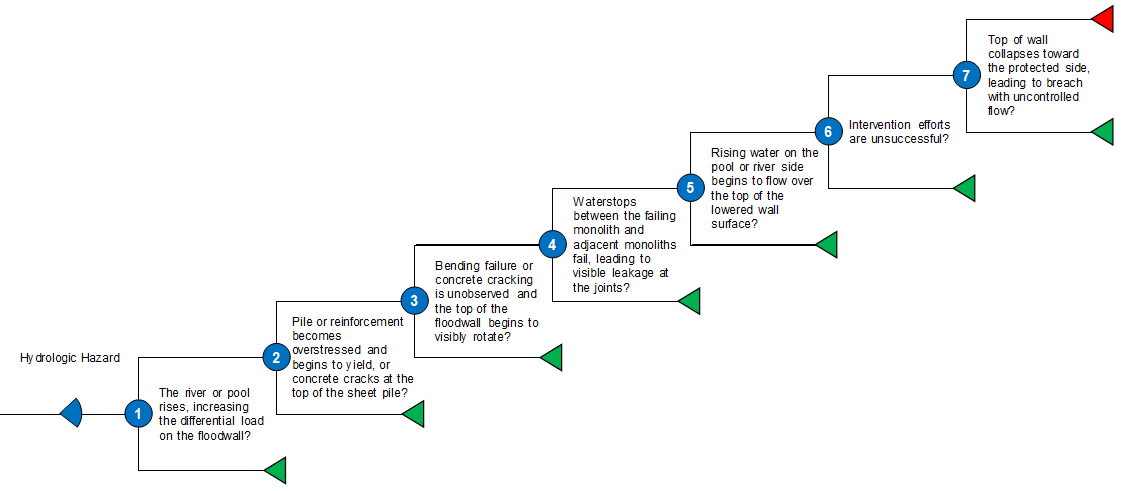 Hydrologic Hazard
1
The river or pool
rises, increasing
the differential load
on the floodwall?
2
Pile or reinforcement
becomes
overstressed and
begins to yield, or
concrete cracks at the
top of the sheet pile?
3
Bending failure or
concrete cracking
is unobserved and
the top of the
floodwall begins to
visibly rotate?
4
Waterstops
between the failing
monolith and
adjacent monoliths
fail, leading to
visible leakage at
the joints?
5
Rising water on the
pool or river side
begins to flow over
the top of the
lowered wall
surface?
6
Intervention efforts
are unsuccessful?
7
Top of wall
collapses toward
the protected side,
leading to breach
with uncontrolled
flow?